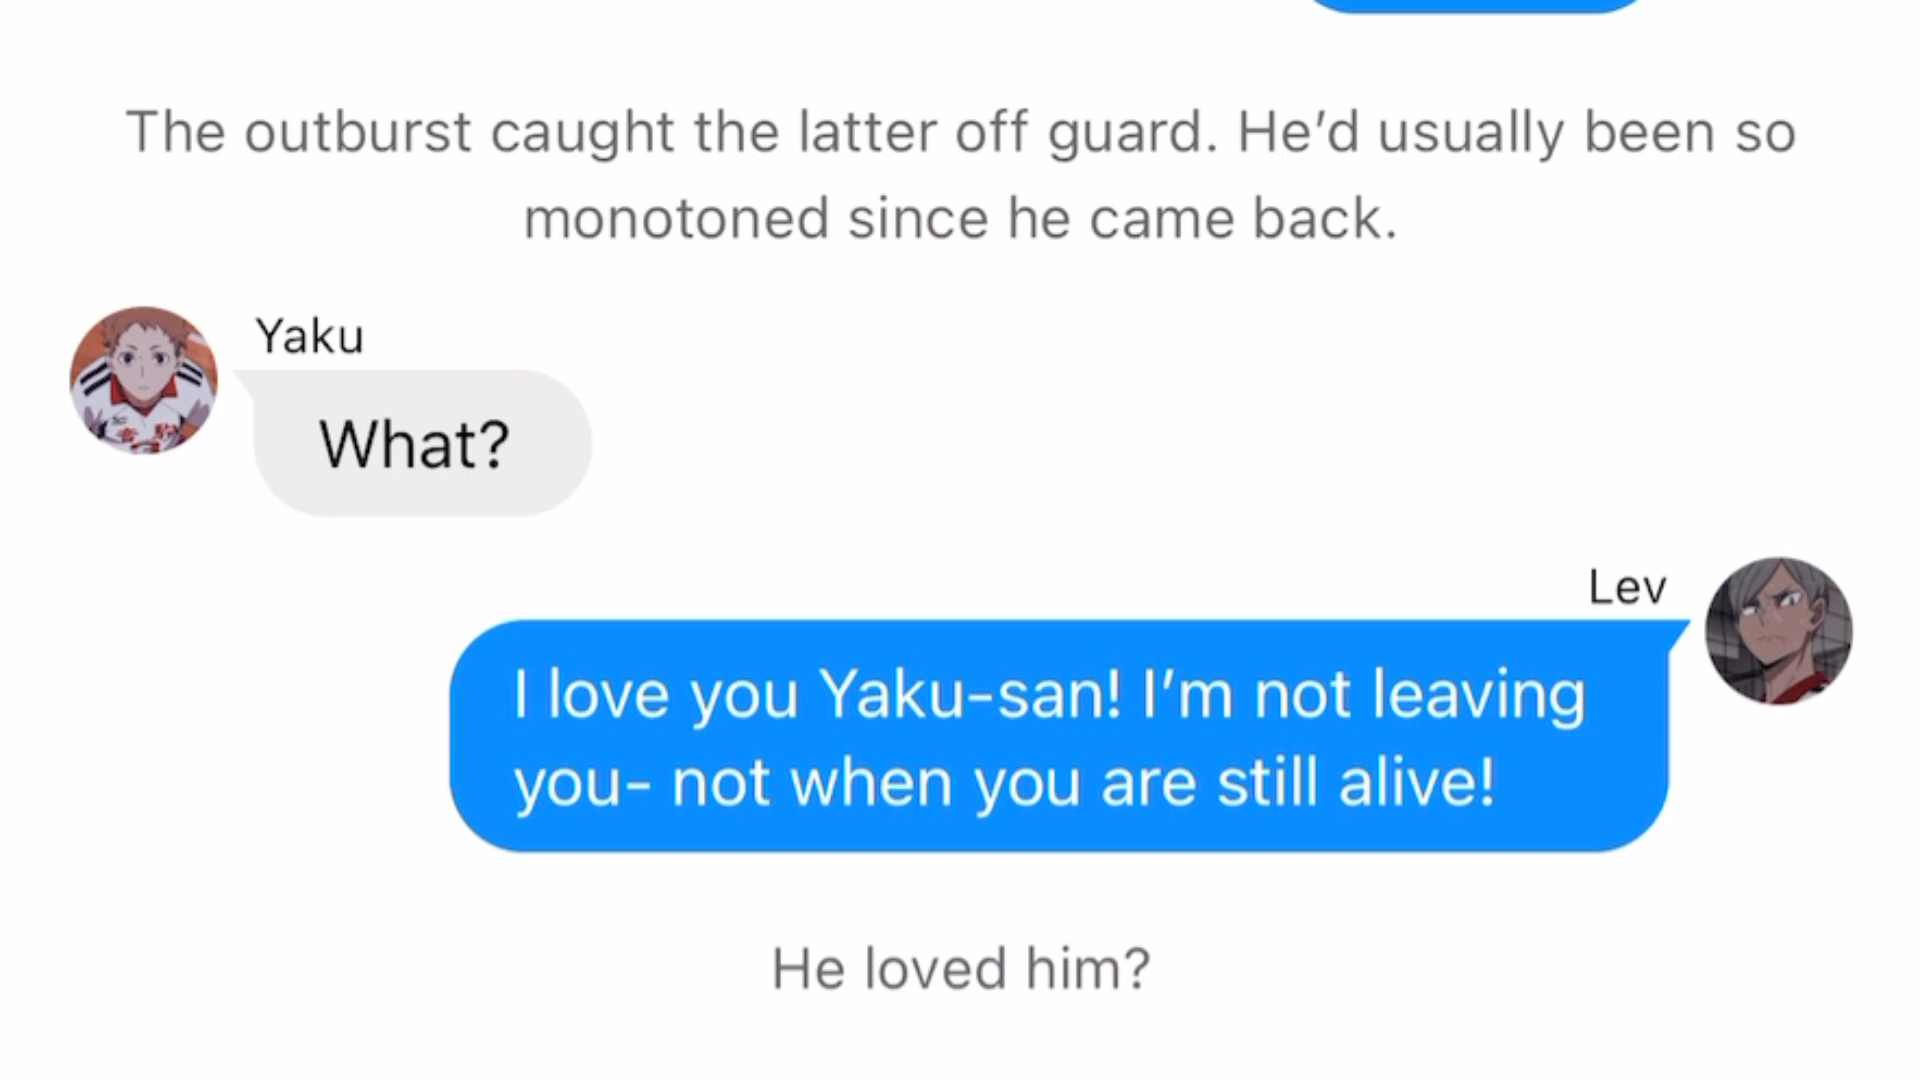 The outburst caught the latter off guard. He’d usually been so
monotoned since he came back.
Yaku
What?
Lev
I love you Yaku-san! I’m not leaving
you- not when you are still alive!
He loved him?